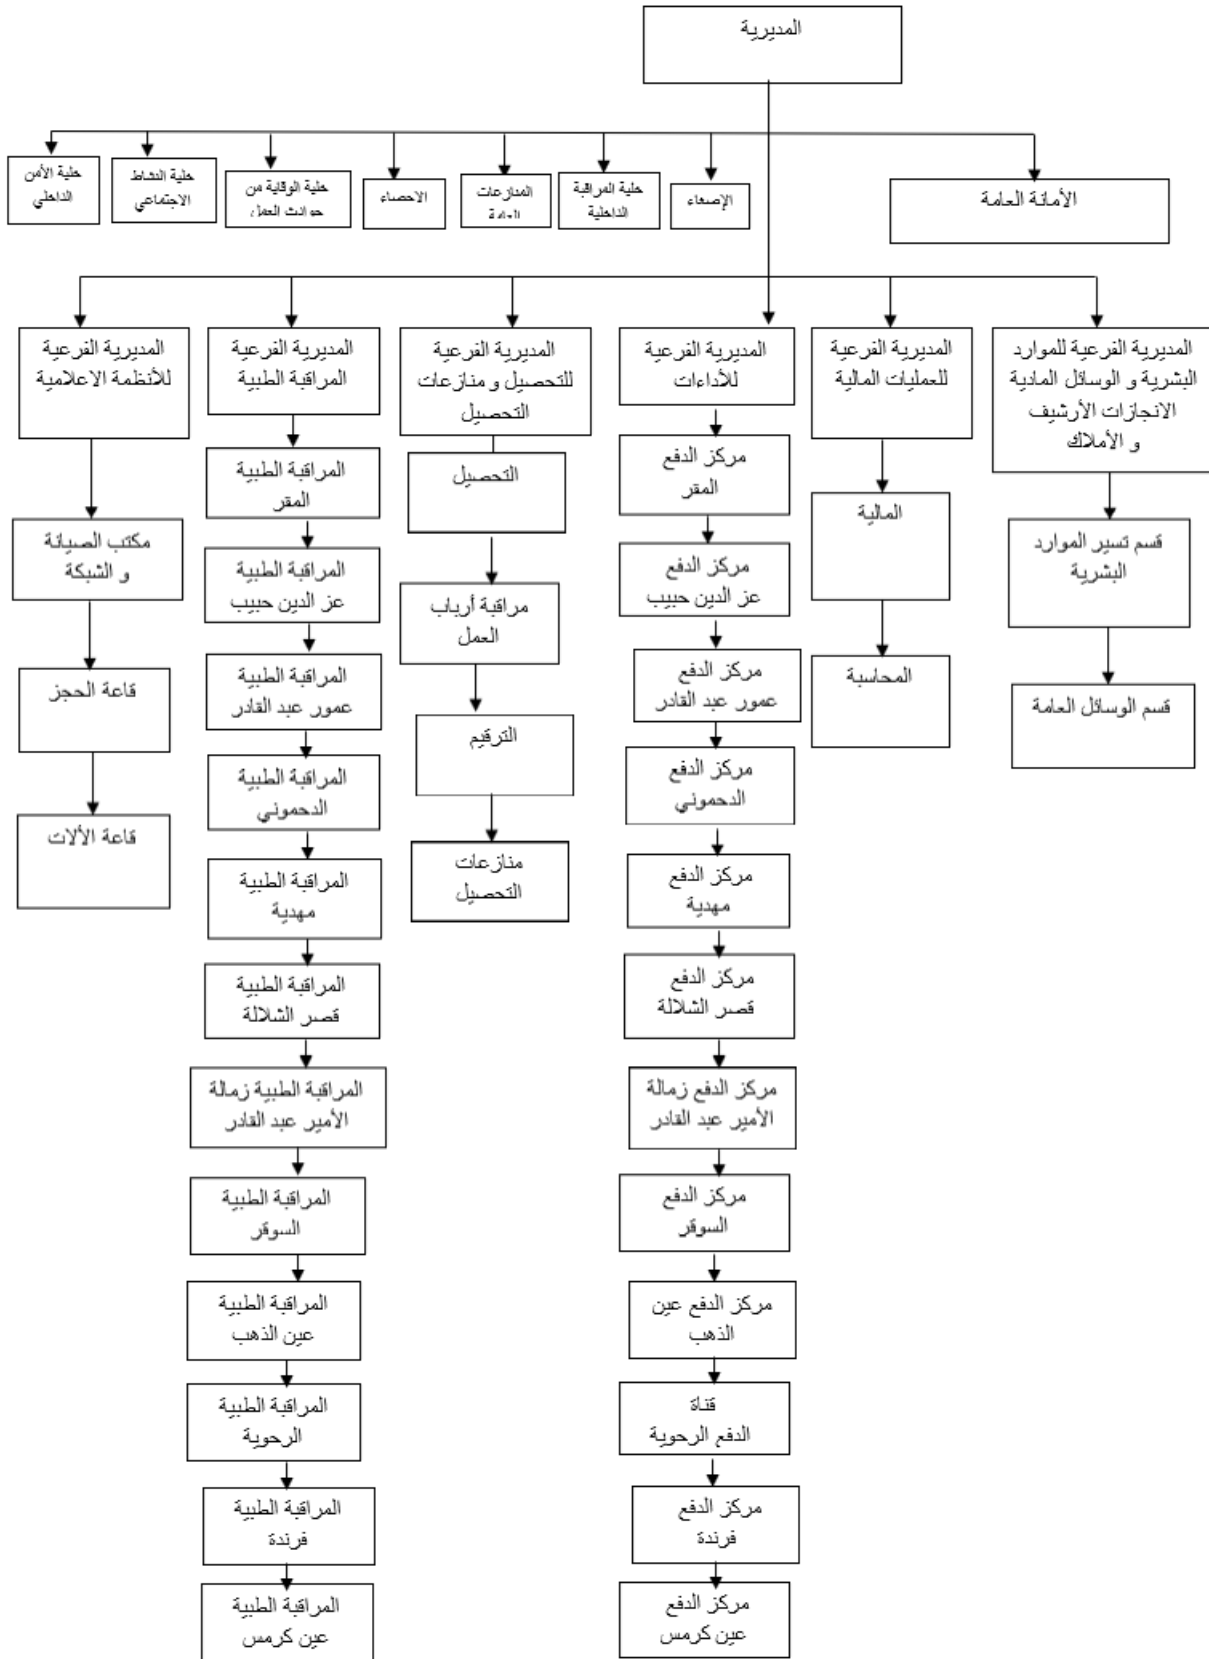 المديرية
الأمانة العامة
الإصغاء
خلية المراقبة
الداخلية
المنازعات
العامة
الاحصاء
خلية الوقاية من
حوادث العمل
خلية النشاط
الاجتماعي
خلية الأمن
الداخلي
المديرية الفرعية للموارد
البشرية و الوسائل المادية
الانجازات الأرشيف
و الأملاك
قسم تسير الموارد
البشرية
قسم الوسائل العامة
المديرية الفرعية
للعمليات المالية
المالية
المحاسبة
المديرية الفرعية
للأداءات
مركز الدفع
المقر
مركز الدفع
عز الدين حبيب
مركز الدفع
عمور عبد القادر
مركز الدفع
الدحموني
مركز الدفع
مهدية
مركز الدفع
قصر الشلالة
مركز الدفع زمالة
الأمير عبد القادر
مركز الدفع
السوقر
مركز الدفع عين
الذهب
قناة
الدفع الرحوية
مركز الدفع
فرندة
مركز الدفع
عين كرمس
المديرية الفرعية
للتحصيل و منازعات
التحصيل
التحصيل
مراقبة أرباب
العمل
الترقيم
منازعات
التحصيل
المديرية الفرعية
المراقبة الطبية
المراقبة الطبية
المقر
المراقبة الطبية
عز الدين حبيب
المراقبة الطبية
عمور عبد القادر
المراقبة الطبية
الدحموني
المراقبة الطبية
مهدية
المراقبة الطبية
قصر الشلالة
المراقبة الطبية زمالة
الأمير عبد القادر
المراقبة الطبية
السوقر
المراقبة الطبية
عين الذهب
المراقبة الطبية
الرحوية
المراقبة الطبية
فرندة
المراقبة الطبية
عين كرمس
المديرية الفرعية
للأنظمة الاعلامية
مكتب الصيانة
و الشبكة
قاعة الحجز
قاعة الألات